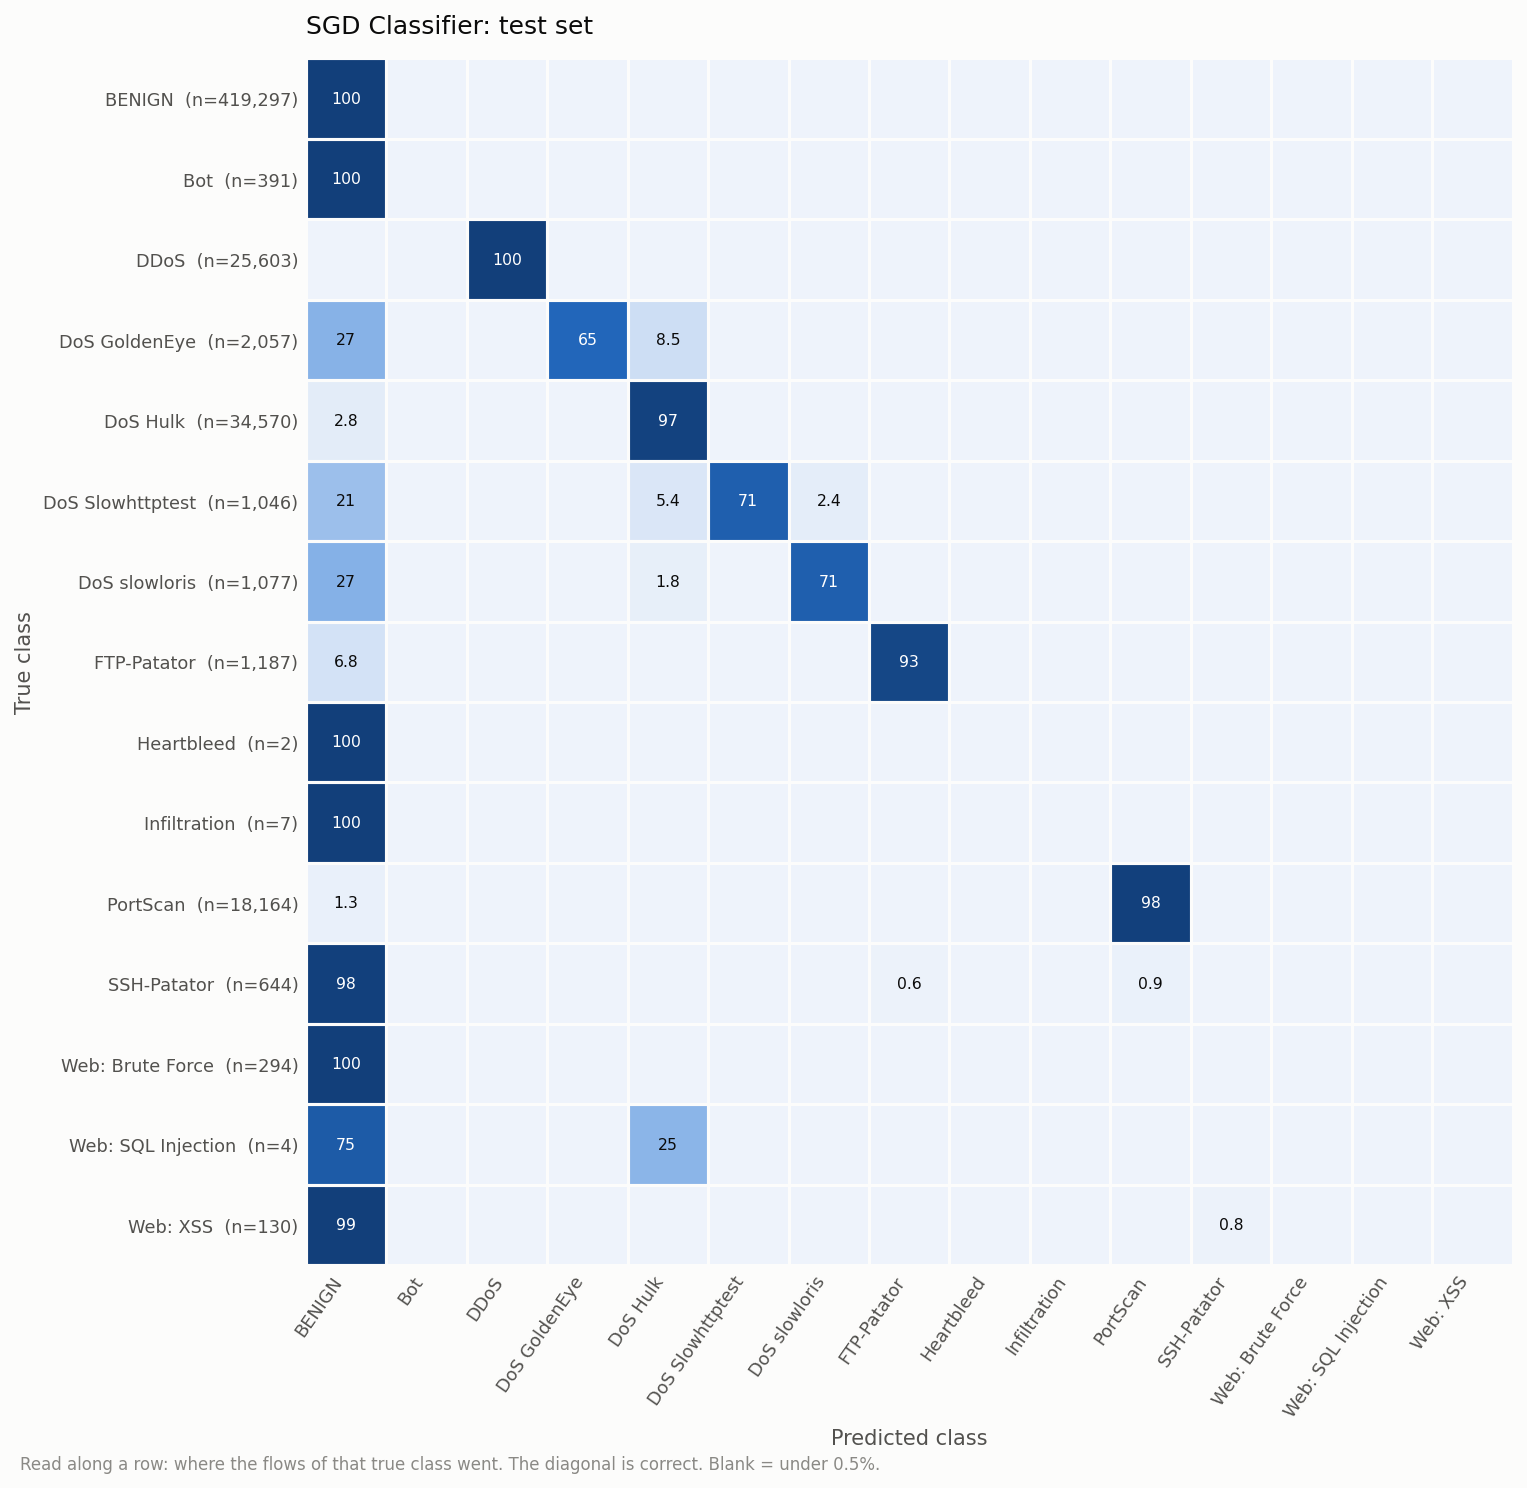 SGD Classifier: test set
True class
BENIGN (n=419,297) 100
Bot (n=391) 100
DDoS (n=25,603) 100
DoS GoldenEye (n=2,057) 27 65 8.5
DoS Hulk (n=34,570) 2.8 97
DoS Slowhttptest (n=1,046) 21 5.4 71 2.4
DoS slowloris (n=1,077) 27 1.8 71
FTP-Patator (n=1,187) 6.8 93
Heartbleed (n=2) 100
Infiltration (n=7) 100
PortScan (n=18,164) 1.3 98
SSH-Patator (n=644) 98 0.6 0.9
Web: Brute Force (n=294) 100
Web: SQL Injection (n=4) 75 25
Web: XSS (n=130) 99 0.8
BENIGN Bot DDoS DoS GoldenEye DoS Hulk DoS Slowhttptest DoS slowloris FTP-Patator Heartbleed Infiltration PortScan SSH-Patator Web: Brute Force Web: SQL Injection Web: XSS
Predicted class
Read along a row: where the flows of that true class went. The diagonal is correct. Blank = under 0.5%.